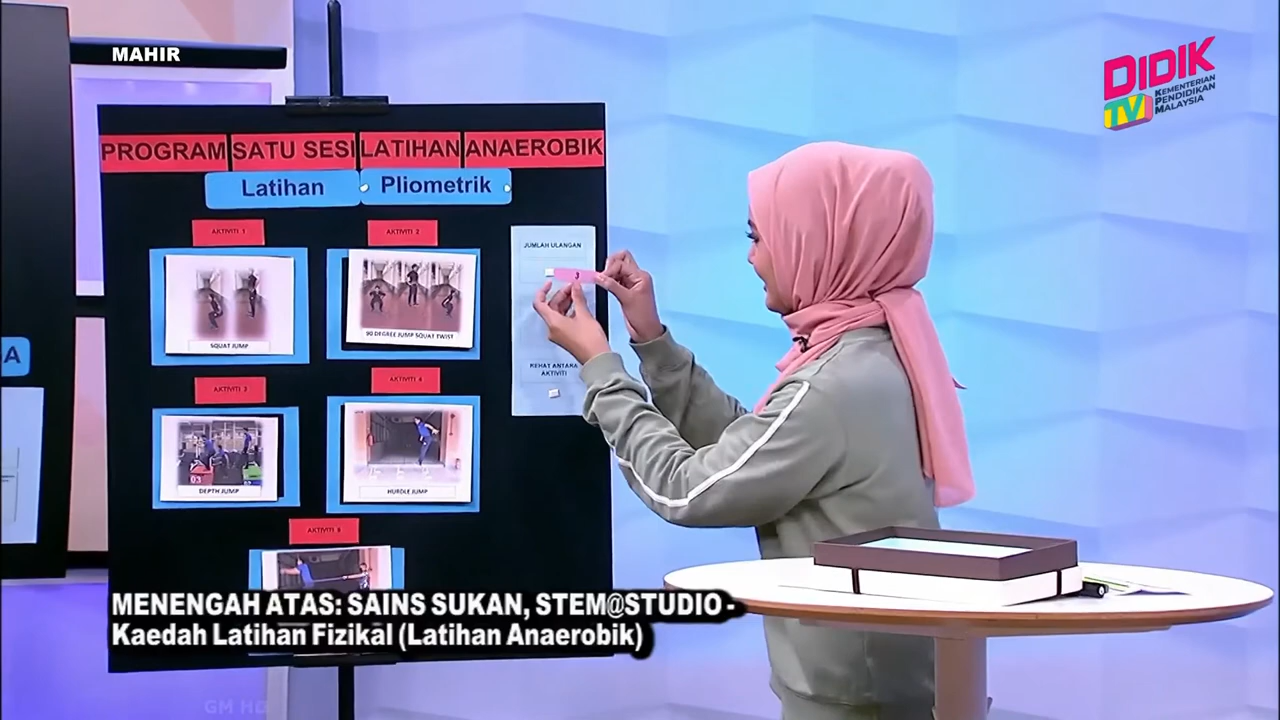 MAHIR
DIDIK
TV
KEMENTERIAN
PENDIDIKAN
MALAYSIA
PROGRAM SATU SESI LATIHAN ANAEROBIK
Latihan Pliometrik
AKTIVITI 1
AKTIVITI 2
JUMLAH ULANGAN
3
SQUAT JUMP
90 DEGREE JUMP SQUAT TWIST
REHAT ANTARA
AKTIVITI
A
AKTIVITI 3
AKTIVITI 4
03
DEPTH JUMP
HURDLE JUMP
AKTIVITI 5
MENENGAH ATAS: SAINS SUKAN, STEM@STUDIO -
Kaedah Latihan Fizikal (Latihan Anaerobik)